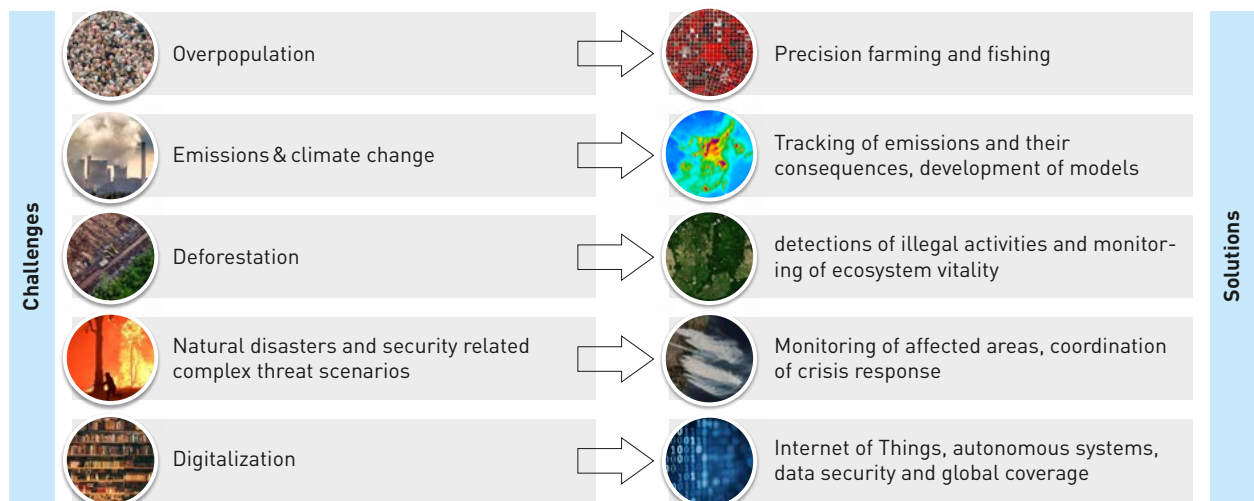 Challenges
Overpopulation
Precision farming and fishing
Emissions & climate change
Tracking of emissions and their
consequences, development of models
Deforestation
detections of illegal activities and monitor-
ing of ecosystem vitality
Natural disasters and security related
complex threat scenarios
Monitoring of affected areas, coordination
of crisis response
Digitalization
Internet of Things, autonomous systems,
data security and global coverage
Solutions